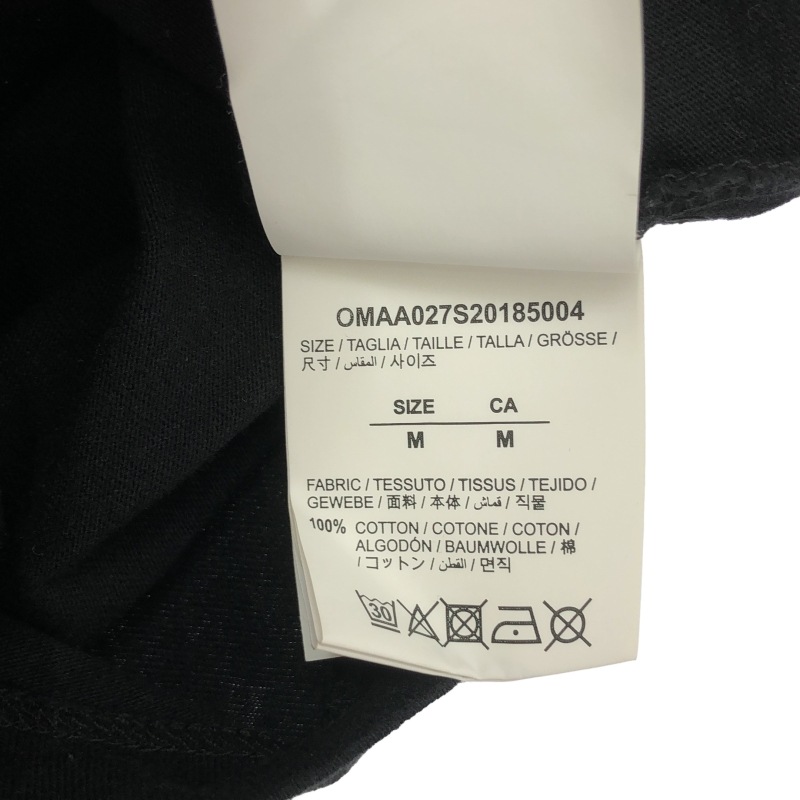 OMAA027S20185004
SIZE / TAGLIA / TAILLE / TALLA / GRÖSSE /
尺寸 / المقاس / 사이즈
SIZE CA
M M
FABRIC / TESSUTO / TISSUS / TEJIDO /
GEWEBE / 面料 / 本体 / قماش / 직물
100% COTTON / COTONE / COTON /
ALGODÓN / BAUMWOLLE / 棉
/ コットン / القطن / 면직
30